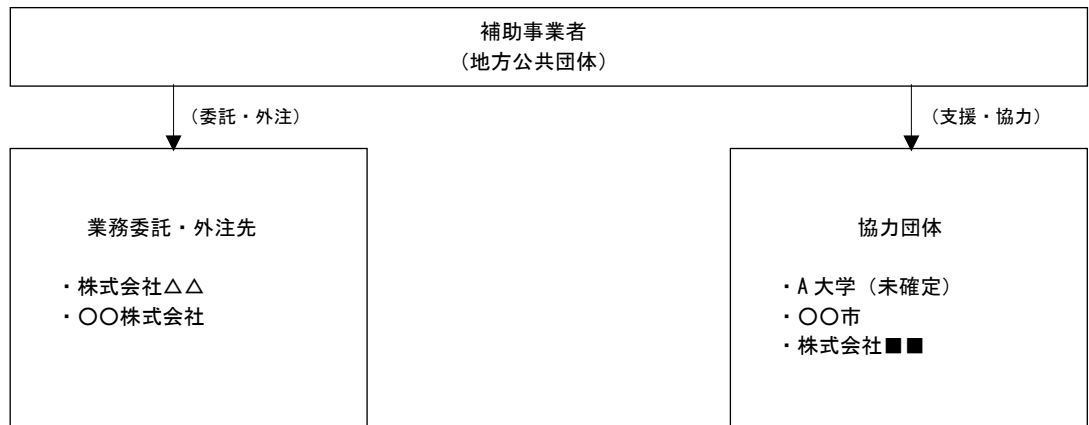 補助事業者
（地方公共団体）
（委託・外注）
（支援・協力）
業務委託・外注先
・株式会社△△
・〇〇株式会社
協力団体
・A 大学（未確定）
・〇〇市
・株式会社■■